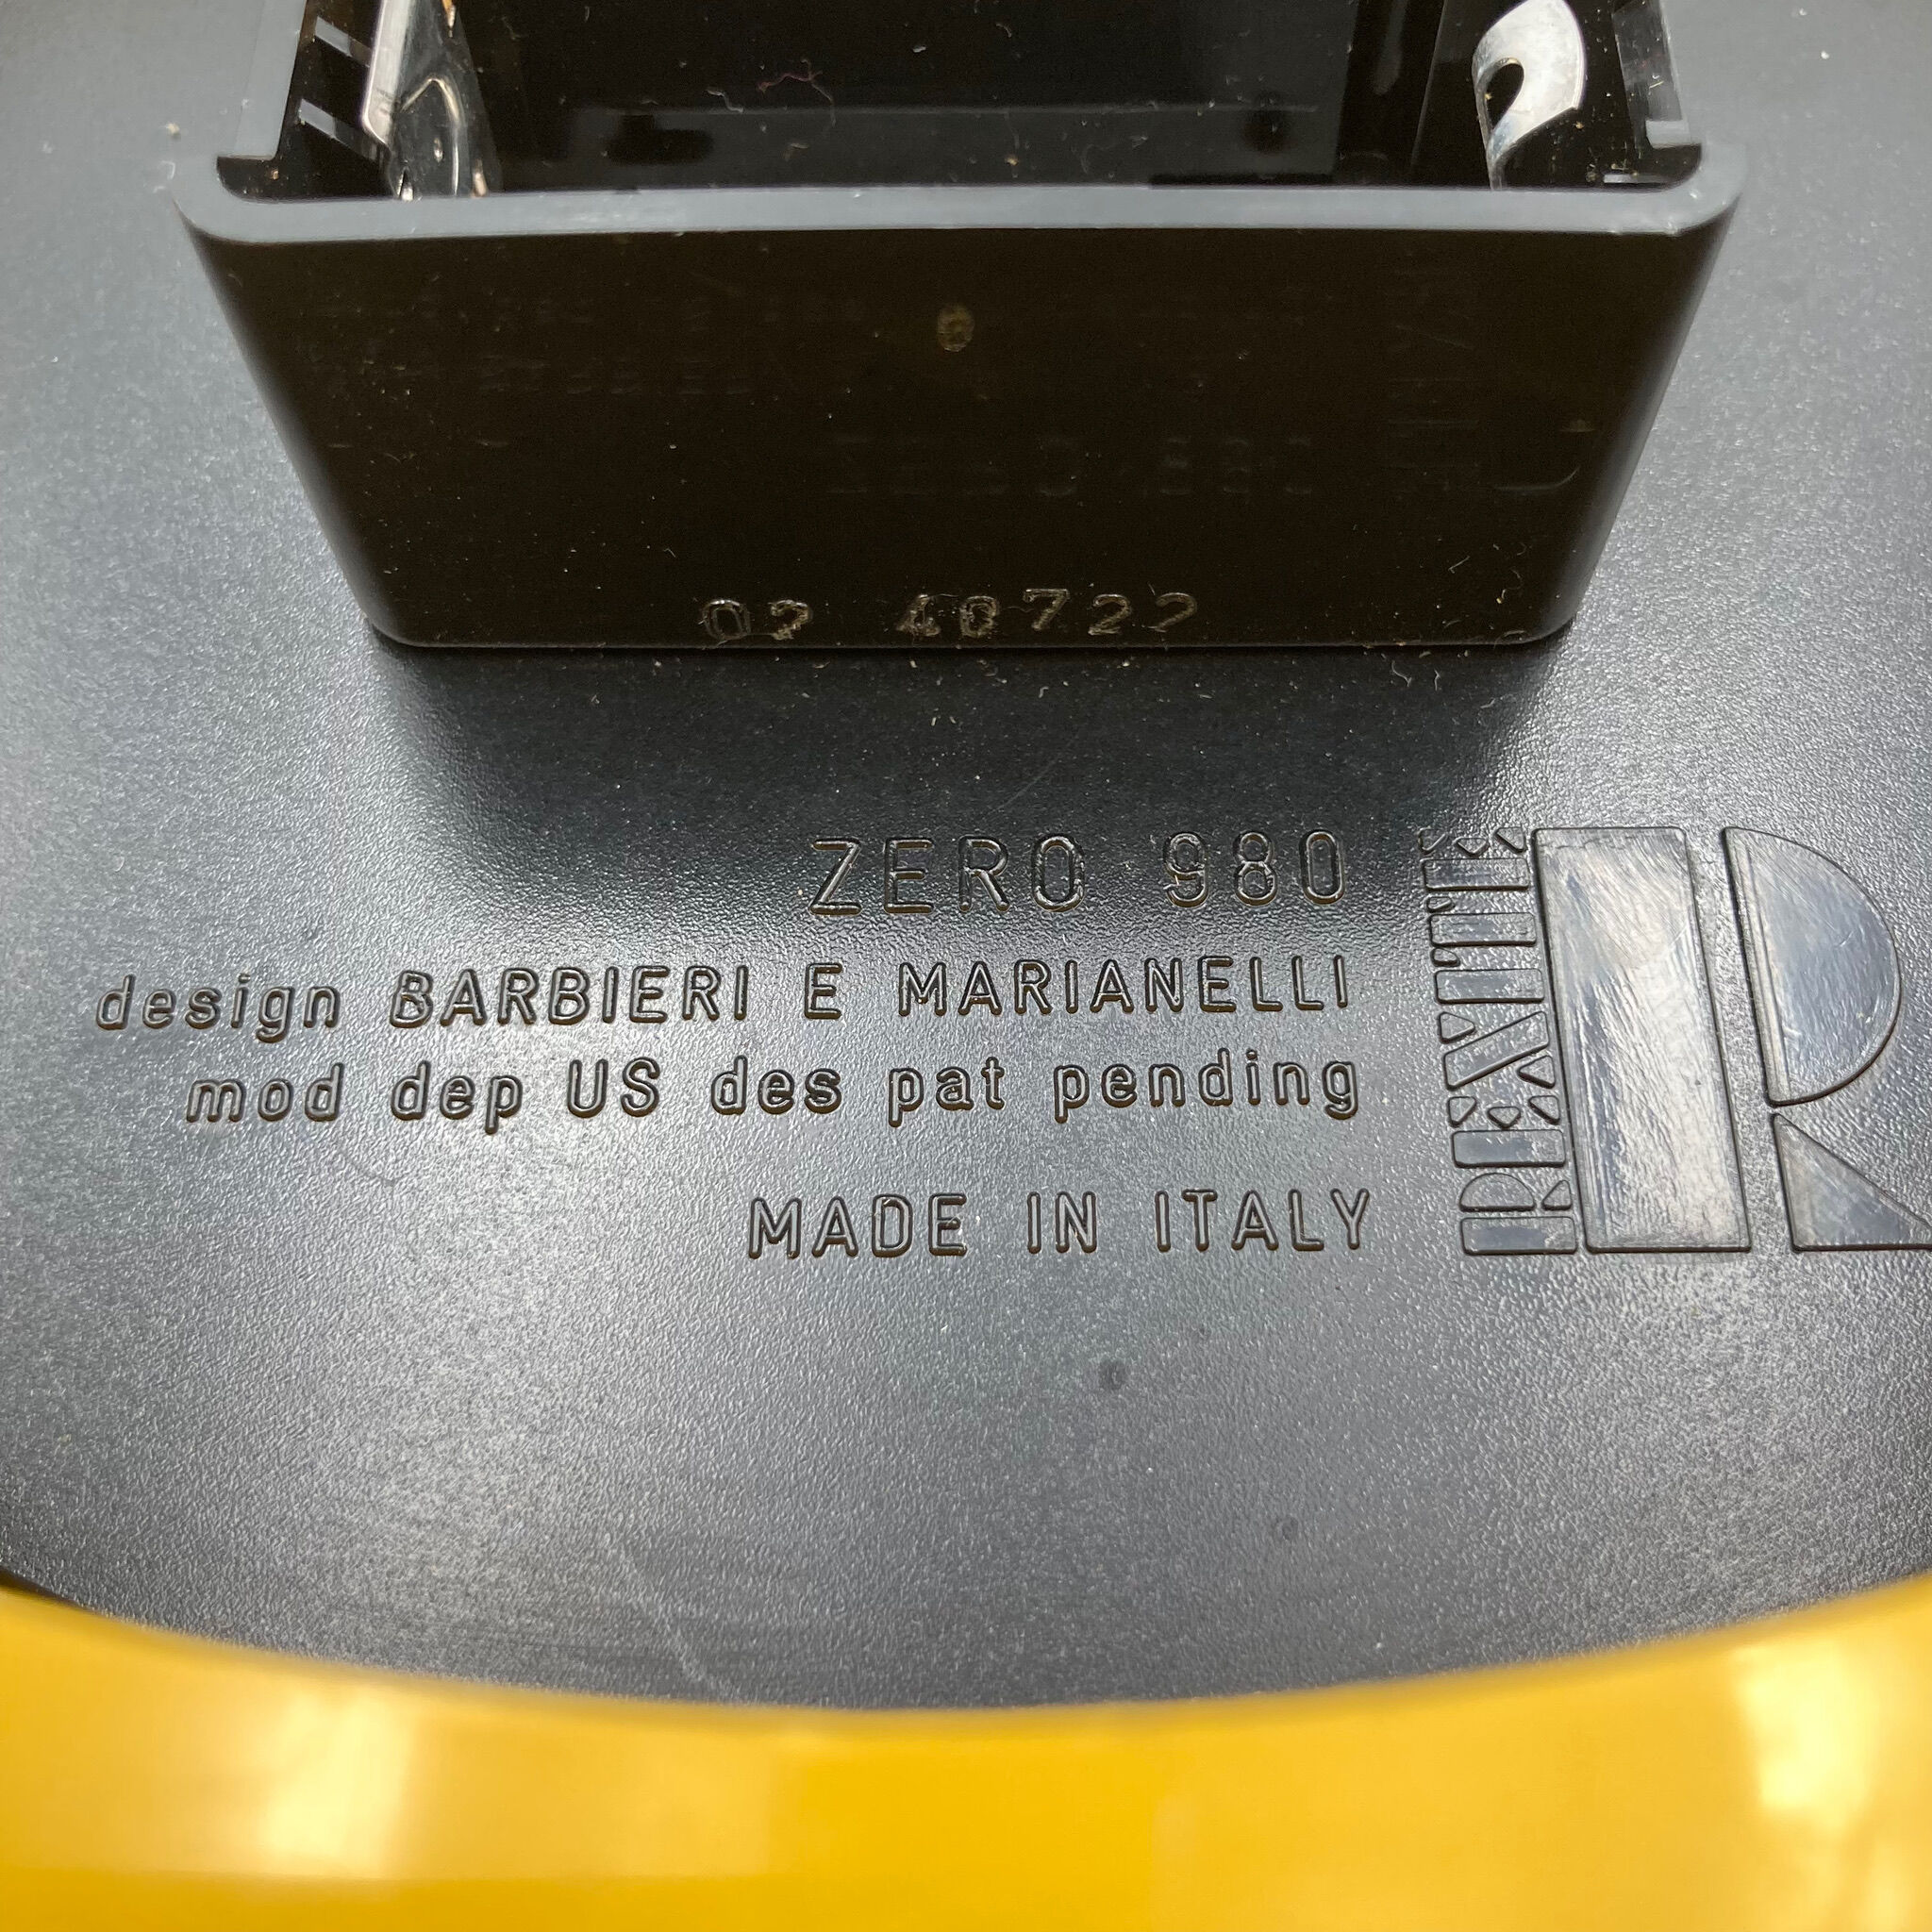 02 40722
ZERO 980
design BARBIERI E MARIANELLI
mod dep US des pat pending
MADE IN ITALY
REXITE
R